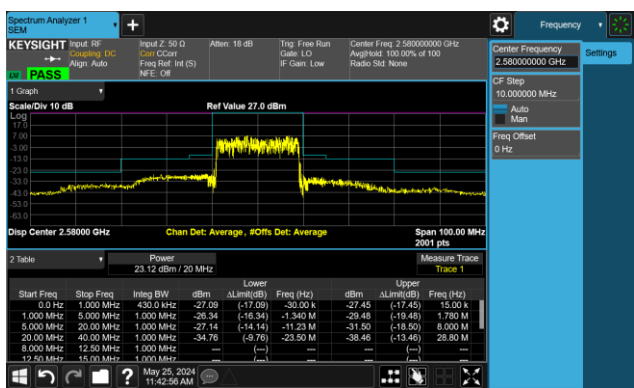 Spectrum Analyzer 1
SEM
Frequency
KEYSIGHT Input: RF Input Z: 50 Ω Atten: 18 dB Trig: Free Run Center Freq: 2.580000000 GHz
Coupling: DC Corr CCorr Gate: LO Avg|Hold: 100.00% of 100
Align: Auto Freq Ref: Int (S) IF Gain: Low Radio Std: None
NFE: Off
LXI PASS
Center Frequency
2.580000000 GHz
Settings
CF Step
10.000000 MHz
Auto
Man
Freq Offset
0 Hz
1 Graph
Scale/Div 10 dB Ref Value 27.0 dBm
Log
17.0
7.00
-3.00
-13.0
-23.0
-33.0
-43.0
-53.0
-63.0
Disp Center 2.58000 GHz Chan Det: Average, #Offs Det: Average Span 100.00 MHz
2001 pts
2 Table Power Measure Trace
23.12 dBm / 20 MHz Trace 1
Lower Upper
Start Freq Stop Freq Integ BW dBm ΔLimit(dB) Freq (Hz) dBm ΔLimit(dB) Freq (Hz)
0.0 Hz 1.000 MHz 430.0 kHz -27.09 (-17.09) -30.00 k -27.45 (-17.45) 15.00 k
1.000 MHz 5.000 MHz 1.000 MHz -26.34 (-16.34) -1.340 M -29.48 (-19.48) 1.780 M
5.000 MHz 20.00 MHz 1.000 MHz -27.14 (-14.14) -11.23 M -31.50 (-18.50) 8.000 M
20.00 MHz 40.00 MHz 1.000 MHz -34.76 (-9.76) -23.50 M -38.46 (-13.46) 28.80 M
8.000 MHz 12.50 MHz 1.000 MHz --- (---) --- --- (---) ---
12.50 MHz 15.00 MHz 1.000 MHz --- (---) --- --- (---) ---
May 25, 2024
11:42:56 AM